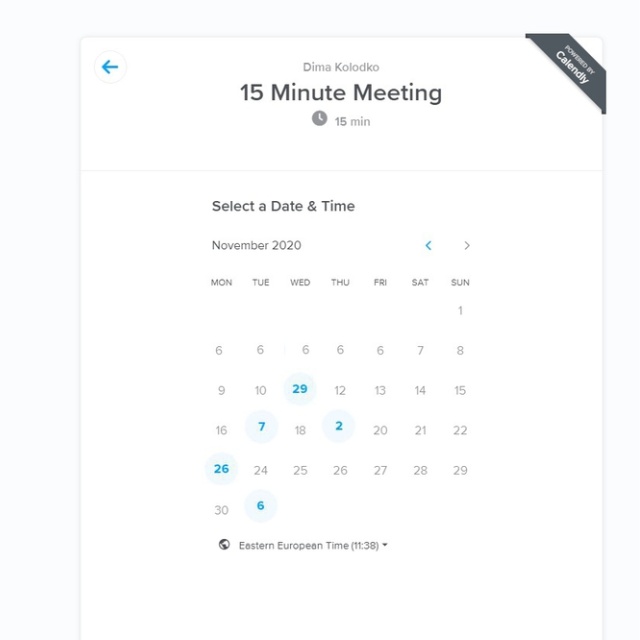 POWERED BY
Calendly
Dima Kolodko
15 Minute Meeting
15 min
Select a Date & Time
November 2020 < >
MON TUE WED THU FRI SAT SUN
1
6 6 6 6 6 7 8
9 10 29 12 13 14 15
16 7 18 2 20 21 22
26 24 25 26 27 28 29
30 6
Eastern European Time (11:38)